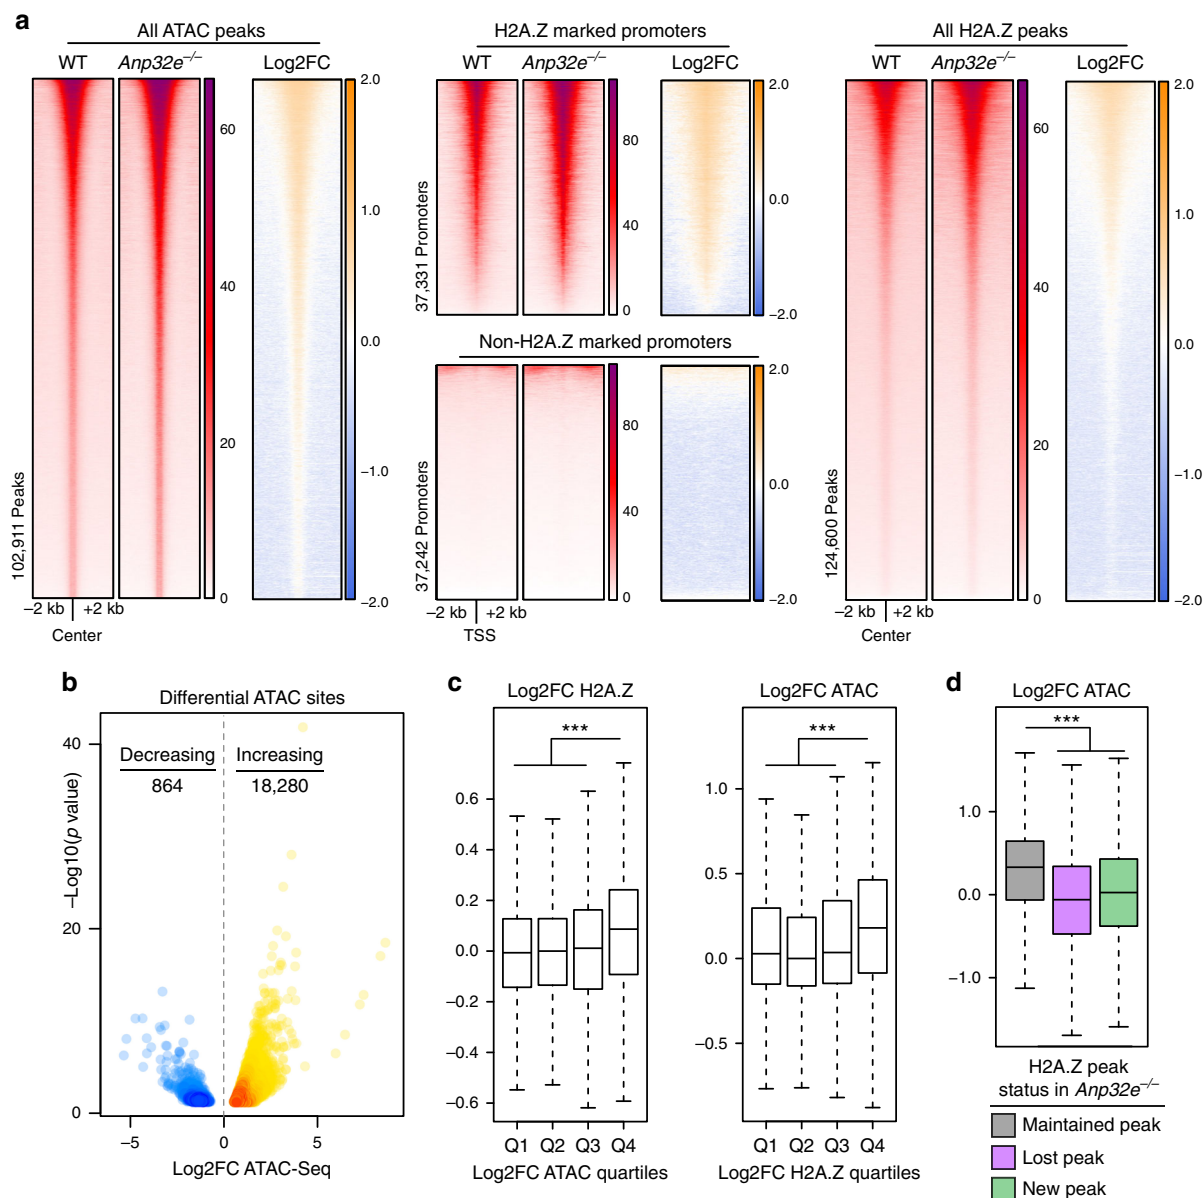 a
All ATAC peaks
WT
Anp32e−/−
Log2FC
2.0
1.0
0.0
−1.0
−2.0
60
40
20
0
102,911 Peaks
−2 kb
+2 kb
Center
H2A.Z marked promoters
WT
Anp32e−/−
Log2FC
80
40
0
2.0
0.0
−2.0
37,331 Promoters
Non-H2A.Z marked promoters
80
40
0
2.0
0.0
−2.0
37,242 Promoters
−2 kb
+2 kb
TSS
All H2A.Z peaks
WT
Anp32e−/−
Log2FC
60
40
20
0
2.0
1.0
0.0
−1.0
−2.0
124,600 Peaks
−2 kb
+2 kb
Center
b
Differential ATAC sites
Decreasing
864
Increasing
18,280
−Log10(p value)
40
20
0
−5
0
5
Log2FC ATAC-Seq
c
Log2FC H2A.Z
***
0.6
0.4
0.2
0.0
−0.2
−0.4
−0.6
Q1 Q2 Q3 Q4
Log2FC ATAC quartiles
Log2FC ATAC
***
1.0
0.5
0.0
−0.5
Q1 Q2 Q3 Q4
Log2FC H2A.Z quartiles
d
Log2FC ATAC
***
1.0
0.0
−1.0
H2A.Z peak
status in Anp32e−/−
Maintained peak
Lost peak
New peak